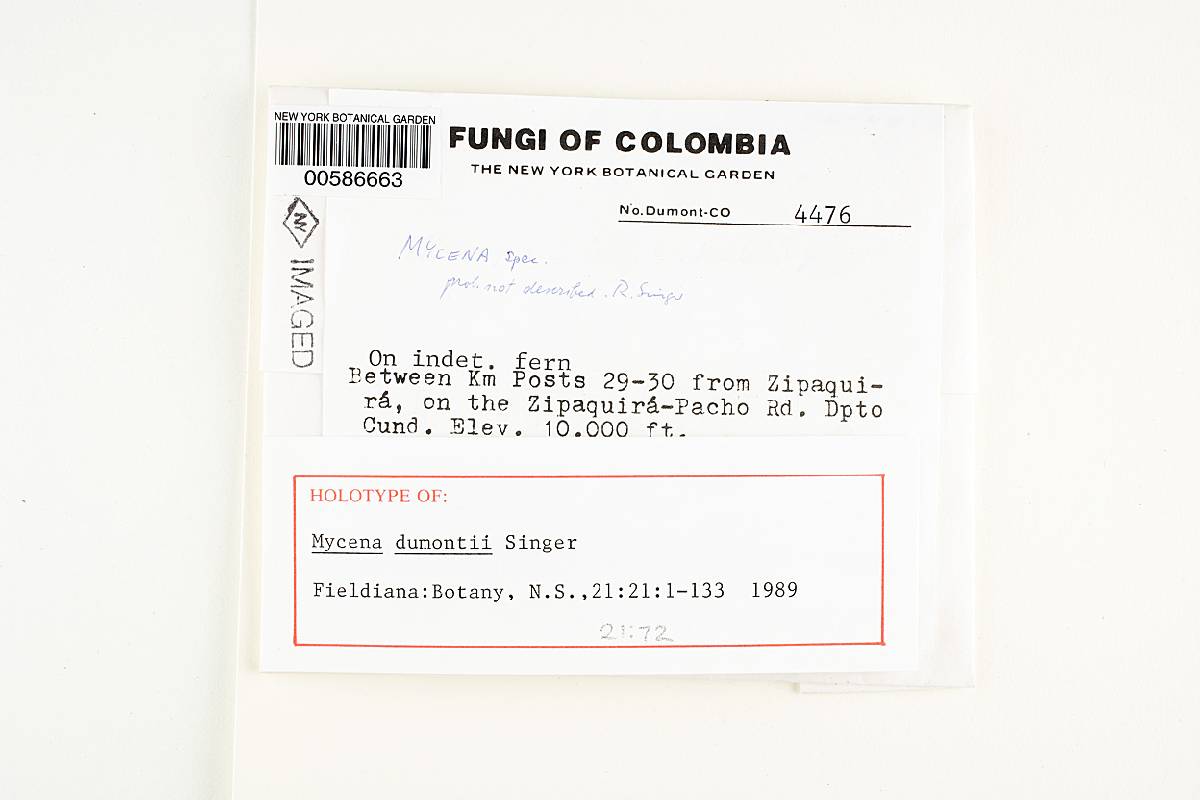 NEW YORK BOTANICAL GARDEN
00586663
IMAGED
FUNGI OF COLOMBIA
THE NEW YORK BOTANICAL GARDEN
No. Dumont-CO 4476
MYCENA spec.
prob. not described. R. Singer
On indet. fern
Between Km Posts 29-30 from Zipaqui-
rá, on the Zipaquirá-Pacho Rd. Dpto
Cund. Elev. 10.000 ft.
HOLOTYPE OF:
Mycena dumontii Singer
Fieldiana:Botany, N.S.,21:21:1-133 1989
21:72